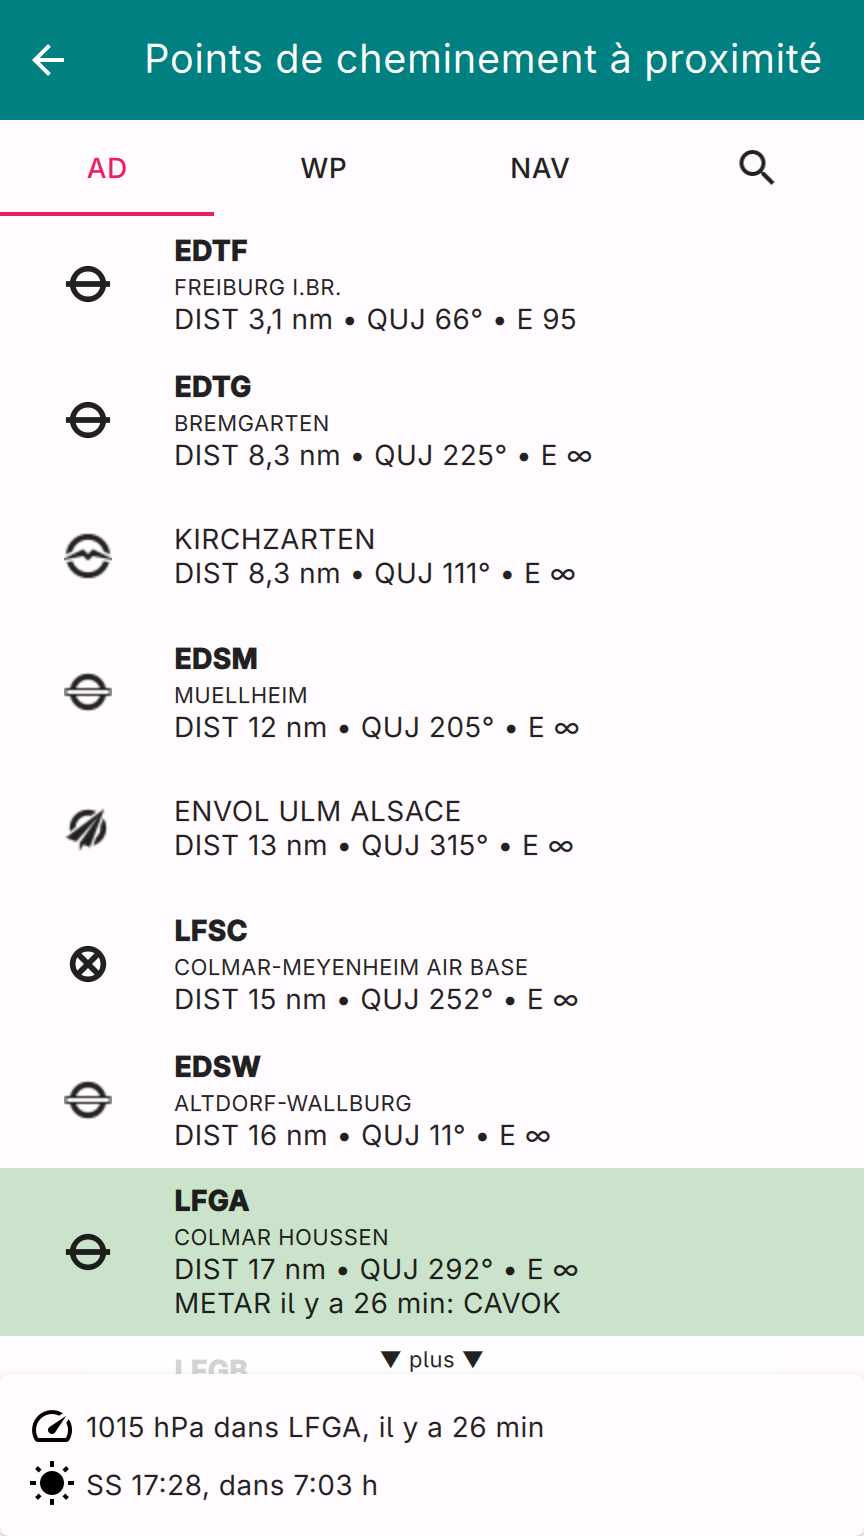 Points de cheminement à proximité
AD WP NAV
EDTF
FREIBURG I.BR.
DIST 3,1 nm • QUJ 66° • E 95
EDTG
BREMGARTEN
DIST 8,3 nm • QUJ 225° • E ∞
KIRCHZARTEN
DIST 8,3 nm • QUJ 111° • E ∞
EDSM
MUELLHEIM
DIST 12 nm • QUJ 205° • E ∞
ENVOL ULM ALSACE
DIST 13 nm • QUJ 315° • E ∞
LFSC
COLMAR-MEYENHEIM AIR BASE
DIST 15 nm • QUJ 252° • E ∞
EDSW
ALTDORF-WALLBURG
DIST 16 nm • QUJ 11° • E ∞
LFGA
COLMAR HOUSSEN
DIST 17 nm • QUJ 292° • E ∞
METAR il y a 26 min: CAVOK
LFGB
▼ plus ▼
1015 hPa dans LFGA, il y a 26 min
SS 17:28, dans 7:03 h